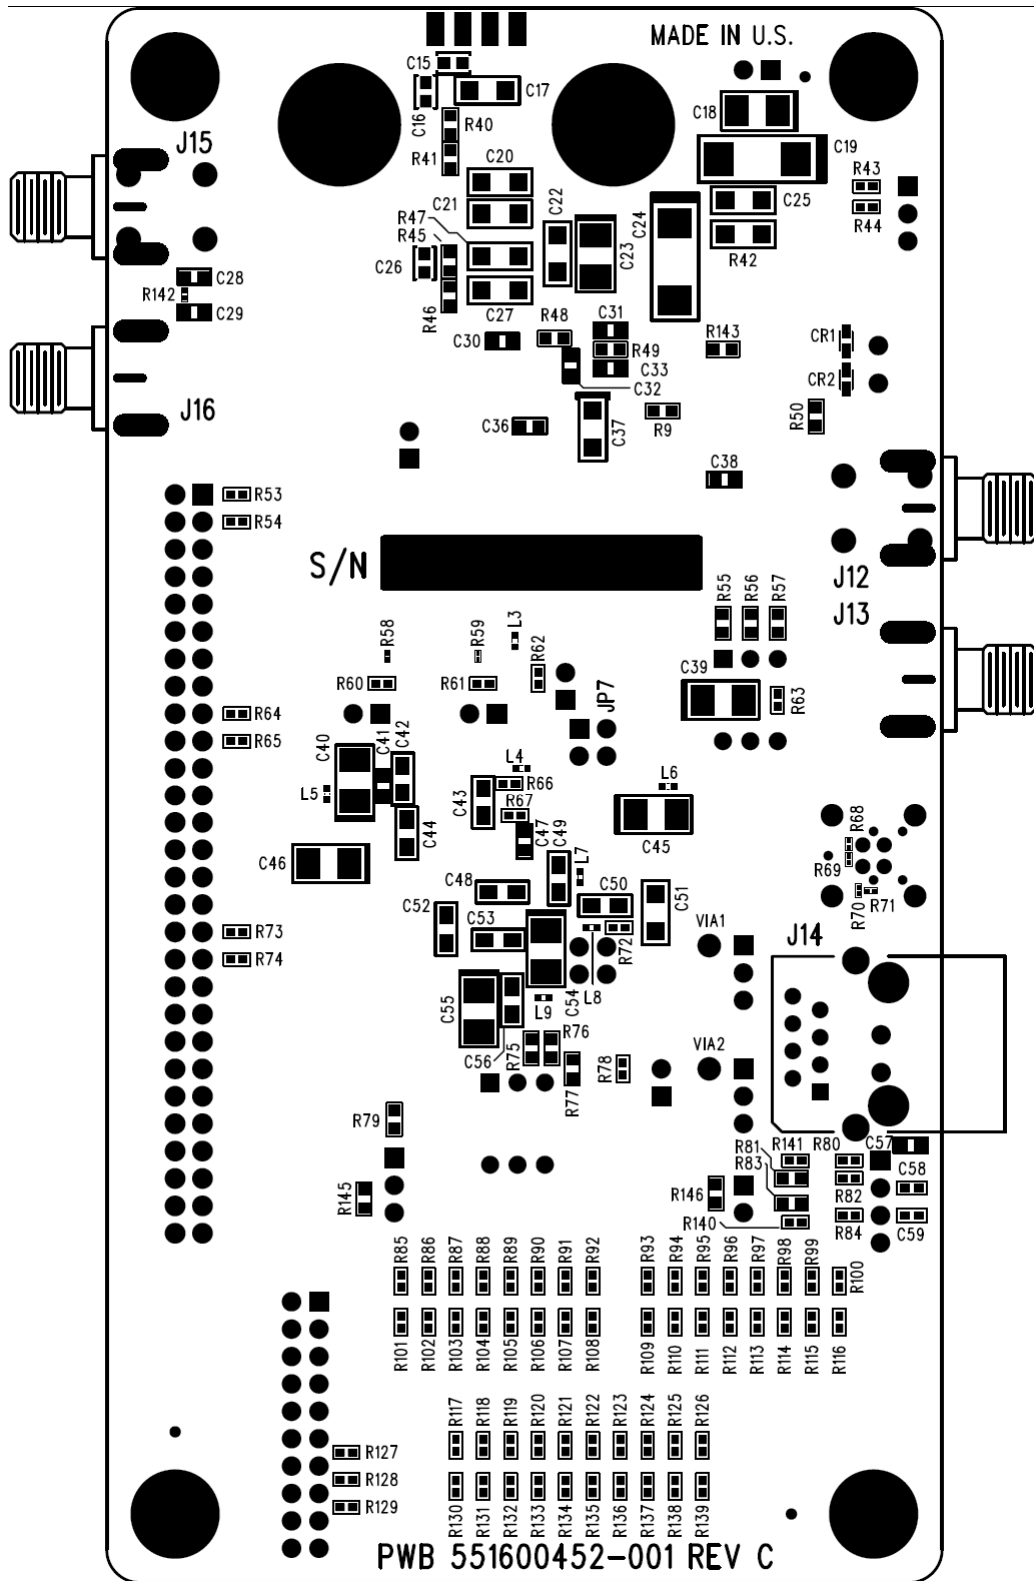 MADE IN U.S.
C15
C16
C17
C18
R40
J15
R41
C20
C19
R43
C21
C22
C24
C25
R44
R47
R45
C26
C23
R42
C28
R142
C29
R46
C27
R48
C31
C30
R49
R143
CR1
C33
C32
CR2
J16
C36
C37
R9
R50
C38
R53
R54
S/N
J12
R55
R56
R57
J13
R58
R59
L3
R62
R60
R61
C39
JP7
R63
R64
R65
C40
C41
C42
L4
R66
L6
L5
C43
R67
C44
C47
C49
C45
R68
C46
L7
R69
C48
C50
C51
R70
R71
C52
C53
R72
VIA1
J14
R73
R74
C55
C54
L8
L9
C56
R75
R76
R77
R78
VIA2
R79
R81
R141
R80
C57
R83
C58
R145
R146
R82
R140
R84
C59
R85
R86
R87
R88
R89
R90
R91
R92
R93
R94
R95
R96
R97
R98
R99
R100
R101
R102
R103
R104
R105
R106
R107
R108
R109
R110
R111
R112
R113
R114
R115
R116
R117
R118
R119
R120
R121
R122
R123
R124
R125
R126
R127
R128
R129
R130
R131
R132
R133
R134
R135
R136
R137
R138
R139
PWB 551600452-001 REV C